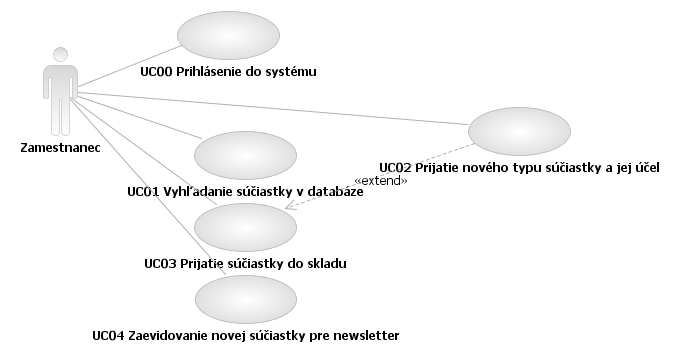 UC00 Prihlásenie do systému
Zamestnanec
UC02 Prijatie nového typu súčiastky a jej účel
«extend»
UC01 Vyhľadanie súčiastky v databáze
UC03 Prijatie súčiastky do skladu
UC04 Zaevidovanie novej súčiastky pre newsletter